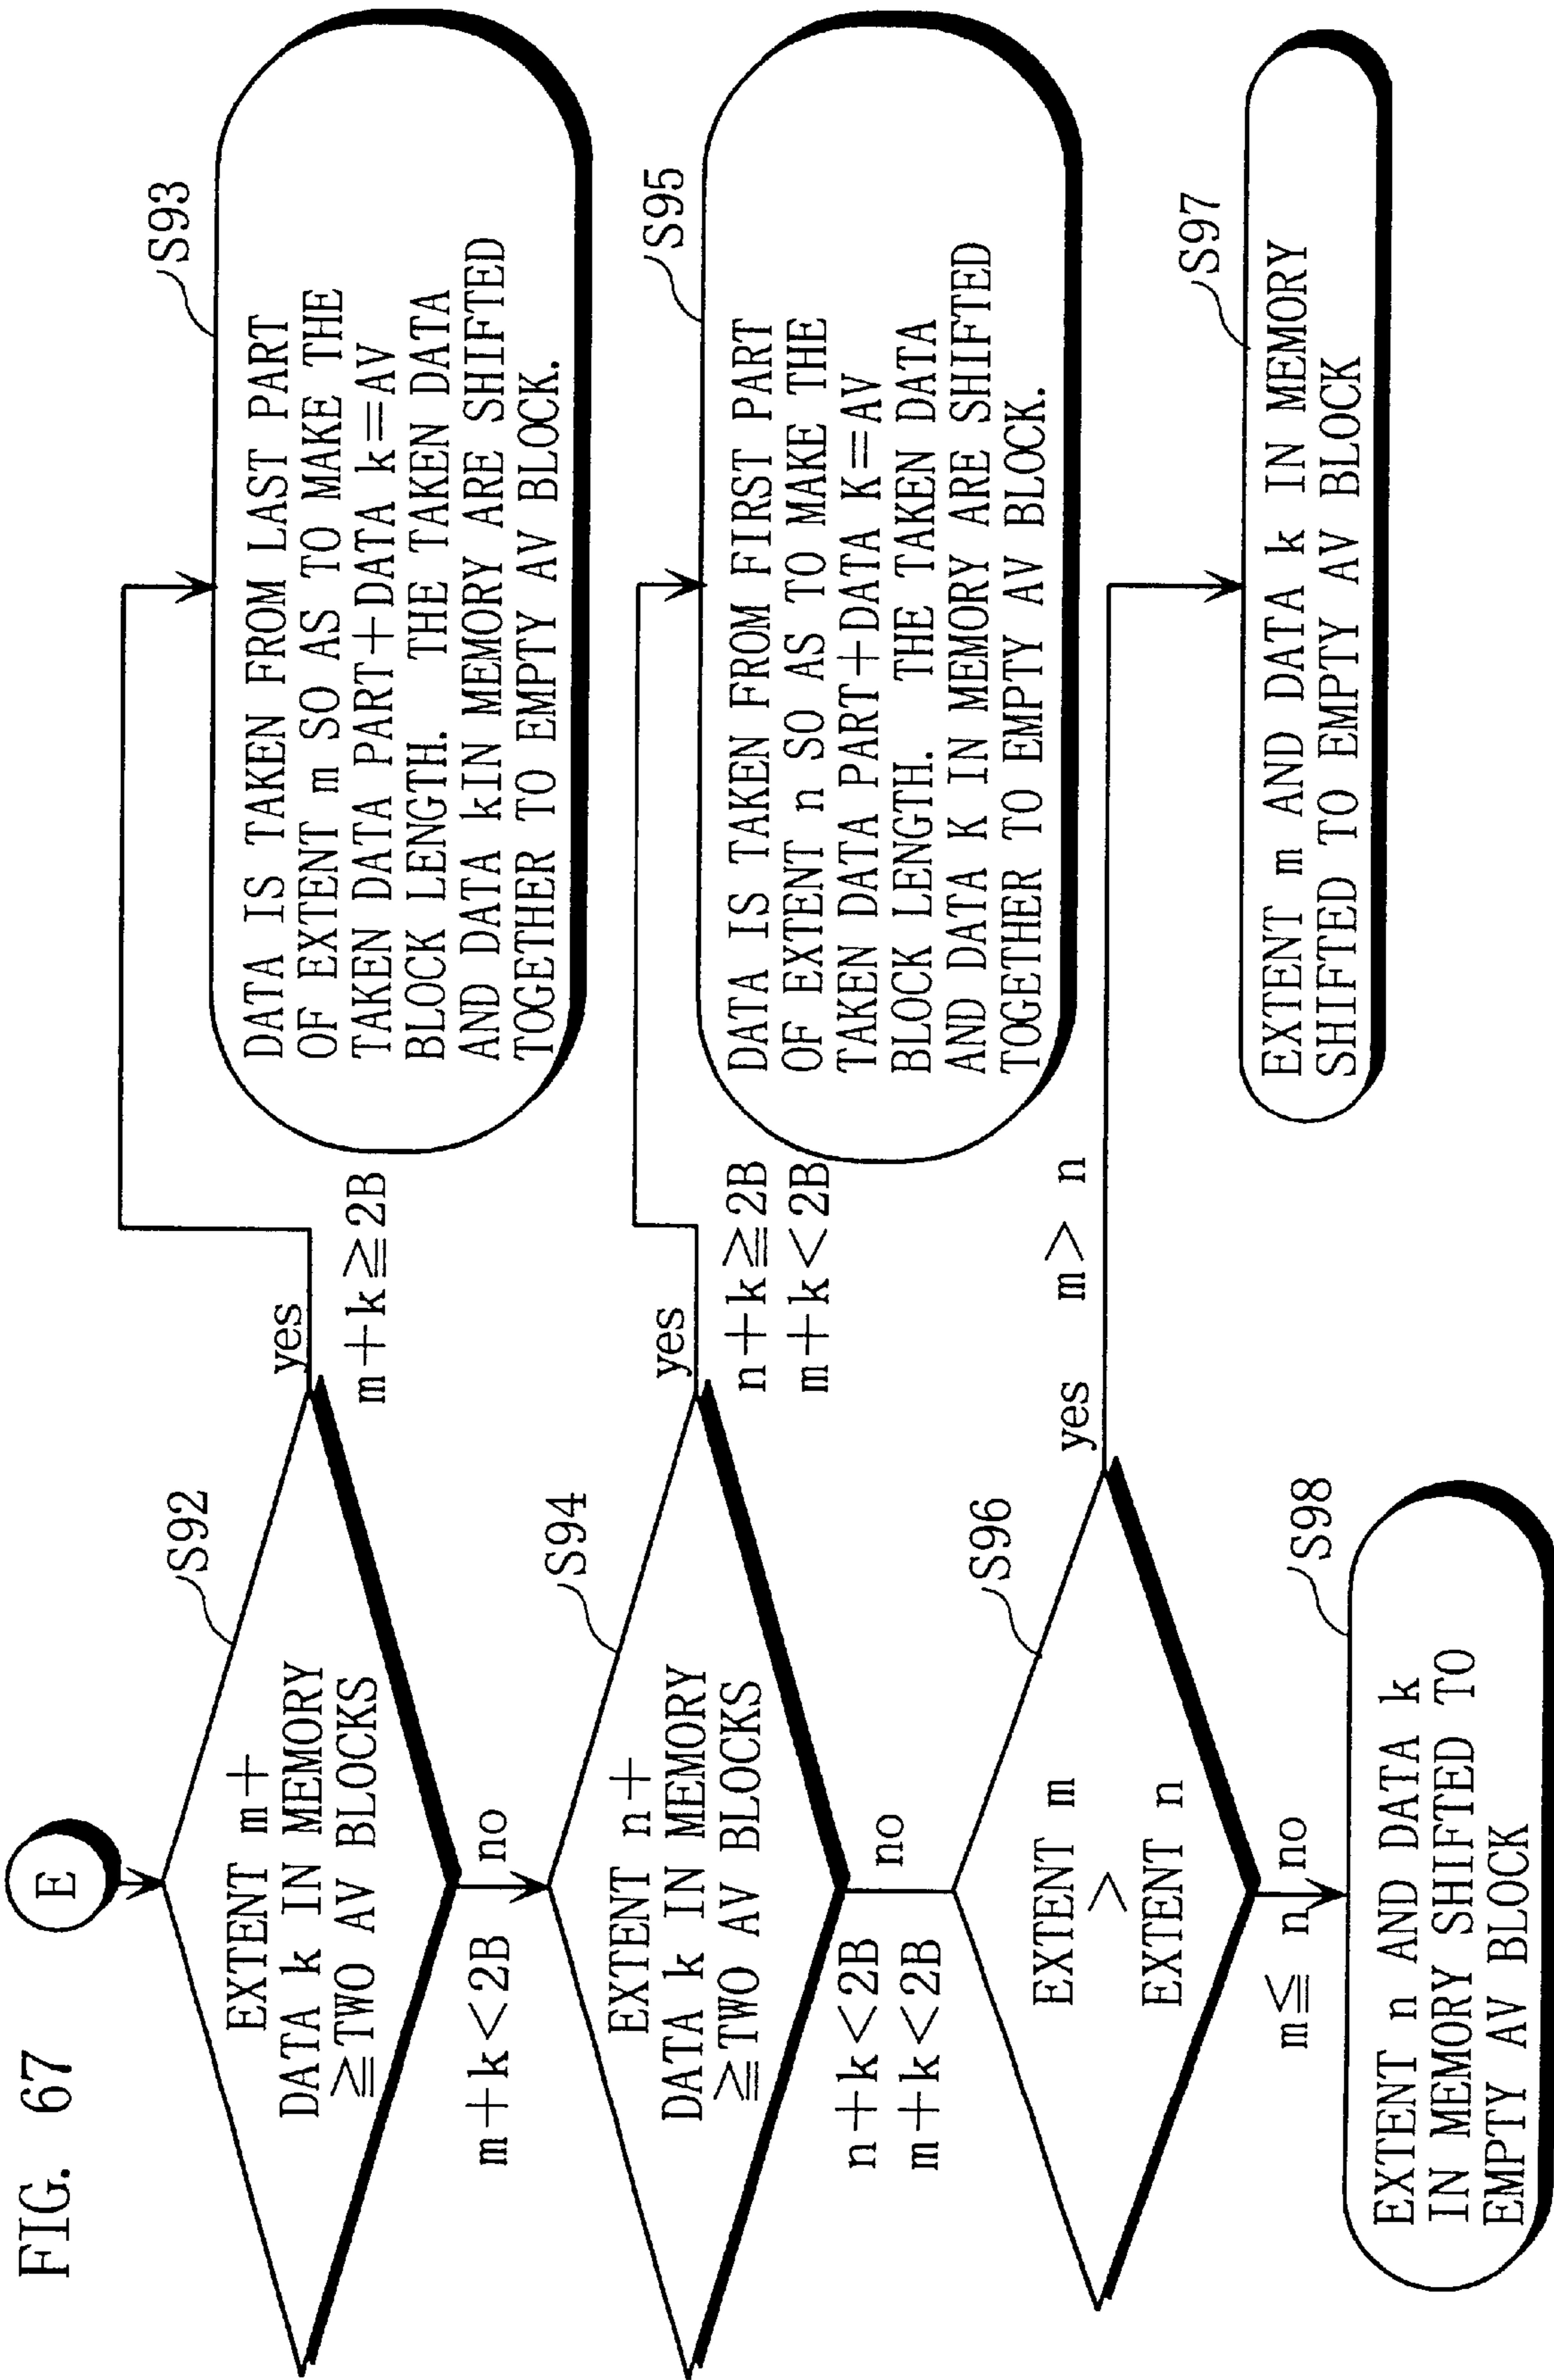 FIG. 67
E
S92
EXTENT m+
DATA k IN MEMORY
≧TWO AV BLOCKS
yes
m+k≧2B
S93
DATA IS TAKEN FROM LAST PART
OF EXTENT m SO AS TO MAKE THE
TAKEN DATA PART+DATA k=AV
BLOCK LENGTH. THE TAKEN DATA
AND DATA kIN MEMORY ARE SHIFTED
TOGETHER TO EMPTY AV BLOCK.
no
m+k<2B
S94
EXTENT n+
DATA k IN MEMORY
≧TWO AV BLOCKS
yes
n+k≧2B
m+k<2B
S95
DATA IS TAKEN FROM FIRST PART
OF EXTENT n SO AS TO MAKE THE
TAKEN DATA PART+DATA K=AV
BLOCK LENGTH. THE TAKEN DATA
AND DATA K IN MEMORY ARE SHIFTED
TOGETHER TO EMPTY AV BLOCK.
no
n+k<2B
m+k<2B
S96
EXTENT m
>
EXTENT n
yes
m> n
S97
EXTENT m AND DATA k IN MEMORY
SHIFTED TO EMPTY AV BLOCK
no
m≦ n
S98
EXTENT n AND DATA k
IN MEMORY SHIFTED TO
EMPTY AV BLOCK